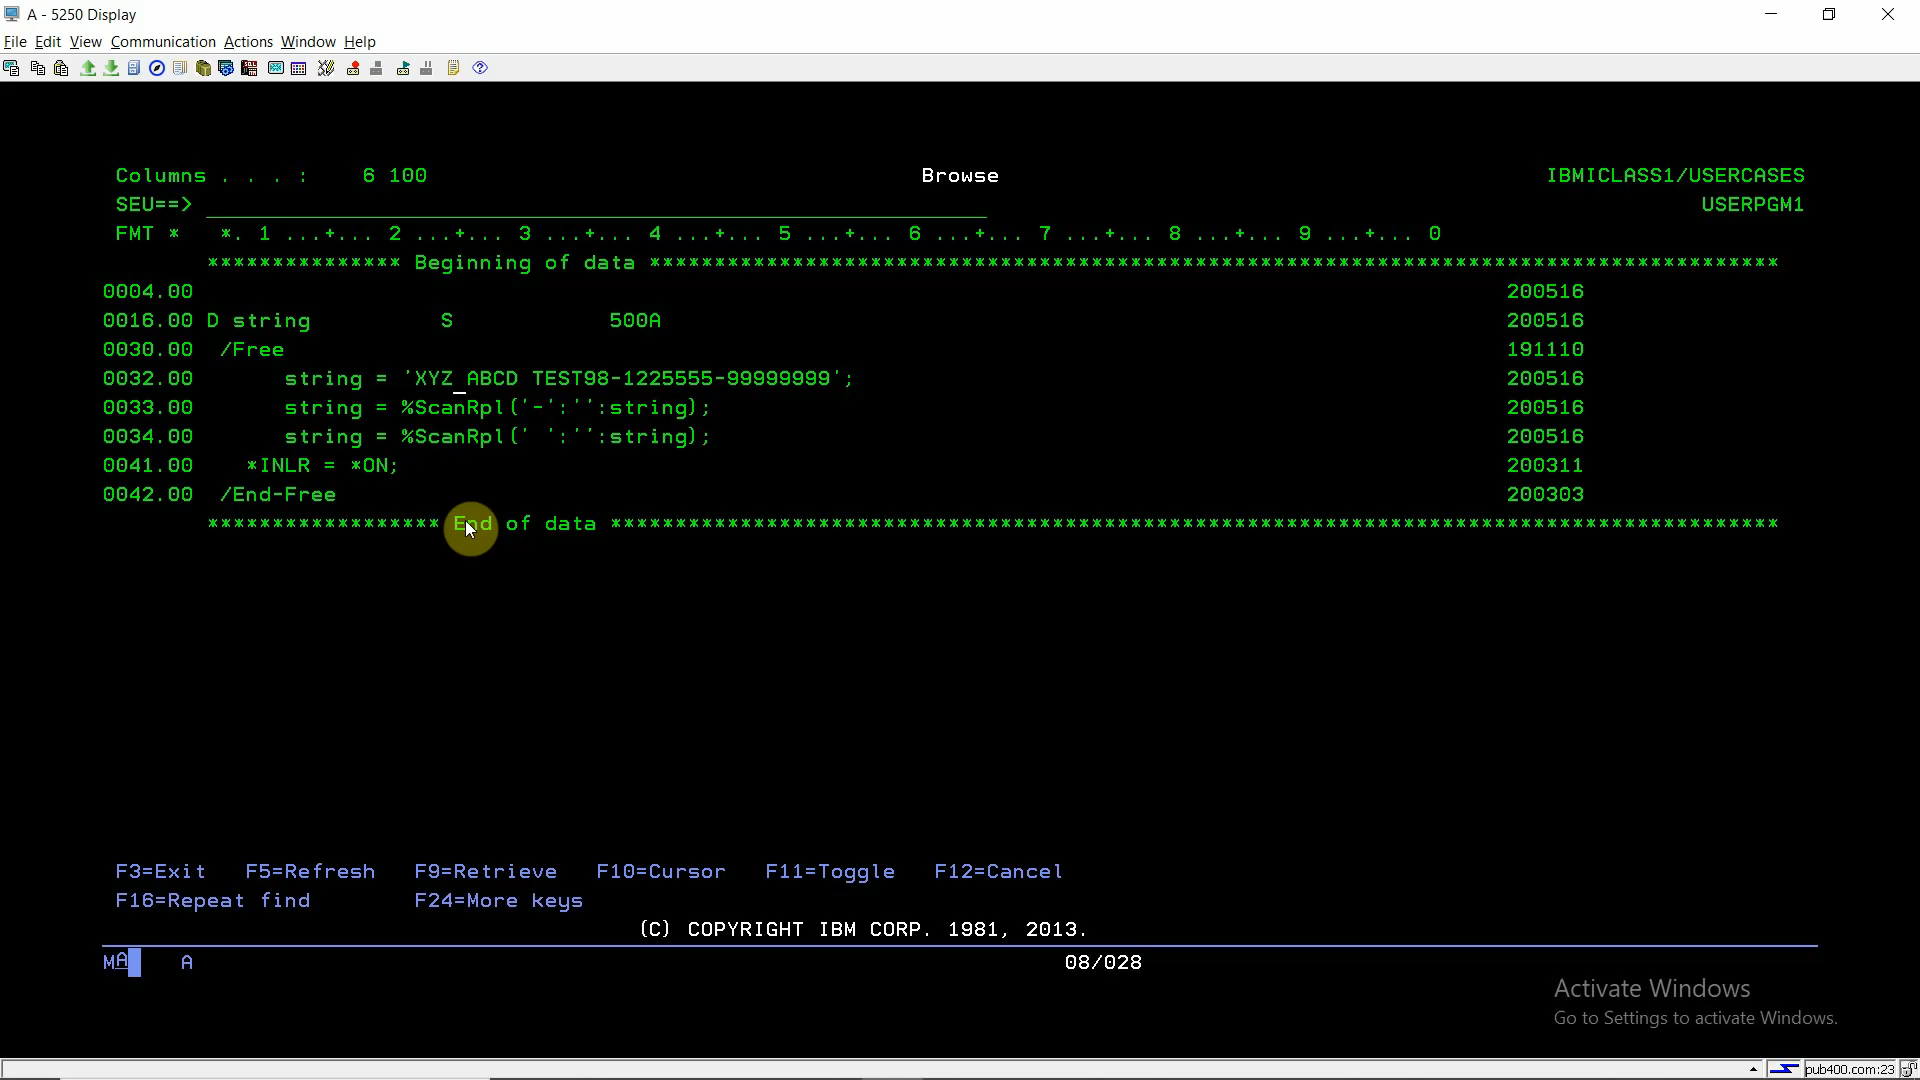 A - 5250 Display
File Edit View Communication Actions Window Help
Columns . . . :    6 100    Browse    IBMICLASS1/USERCASES
SEU==>    USERPGM1
FMT *   *. 1 ...+... 2 ...+... 3 ...+... 4 ...+... 5 ...+... 6 ...+... 7 ...+... 8 ...+... 9 ...+... 0
*************** Beginning of data ***************************************************************************************
0004.00    200516
0016.00 D string          S            500A    200516
0030.00  /Free    191110
0032.00       string = 'XYZ_ABCD TEST98-1225555-99999999';    200516
0033.00       string = %ScanRpl('-':'':string);    200516
0034.00       string = %ScanRpl(' ':'':string);    200516
0041.00    *INLR = *ON;    200311
0042.00  /End-Free    200303
****************** End of data ******************************************************************************************
F3=Exit   F5=Refresh   F9=Retrieve   F10=Cursor   F11=Toggle   F12=Cancel
F16=Repeat find        F24=More keys
(C) COPYRIGHT IBM CORP. 1981, 2013.
MA    A    08/028
Activate Windows
Go to Settings to activate Windows.
pub400.com:23